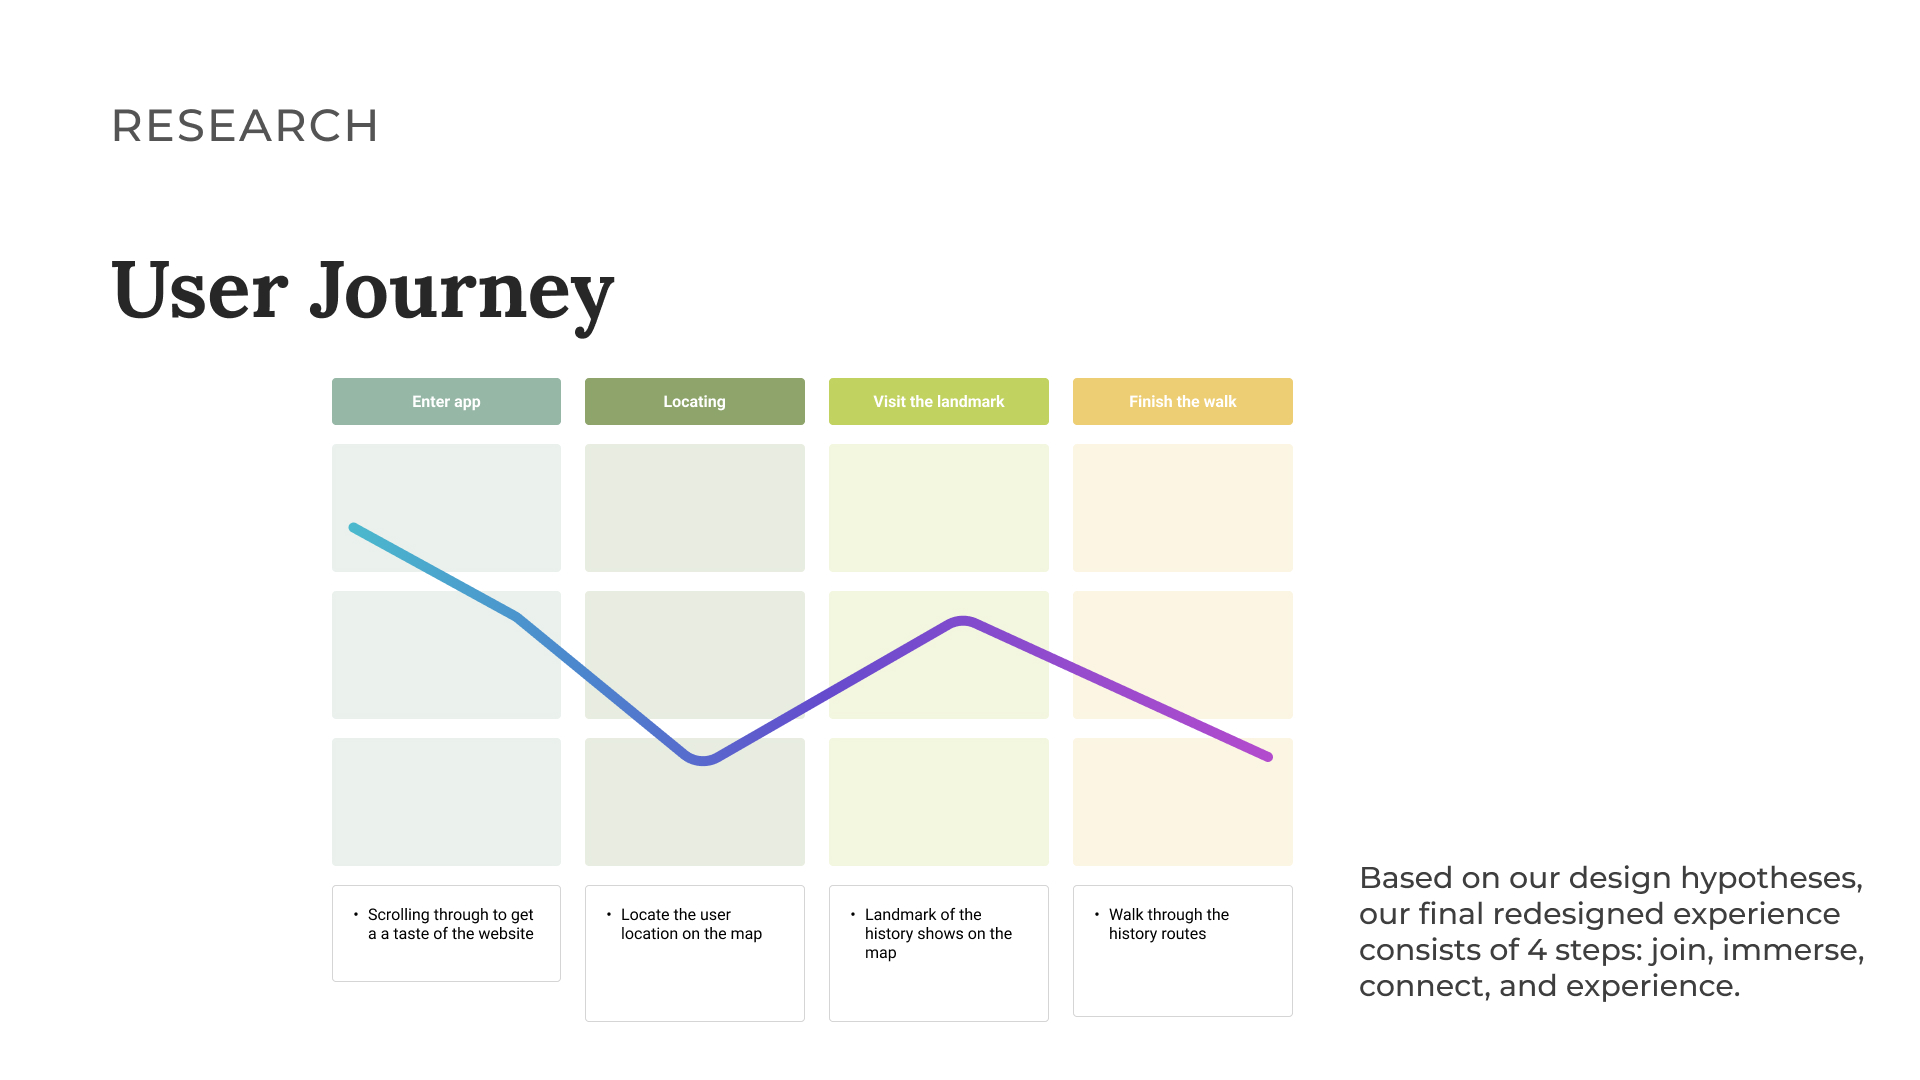 RESEARCH
User Journey
Enter app
Locating
Visit the landmark
Finish the walk
• Scrolling through to get
a a taste of the website
• Locate the user
location on the map
• Landmark of the
history shows on the
map
• Walk through the
history routes
Based on our design hypotheses,
our final redesigned experience
consists of 4 steps: join, immerse,
connect, and experience.